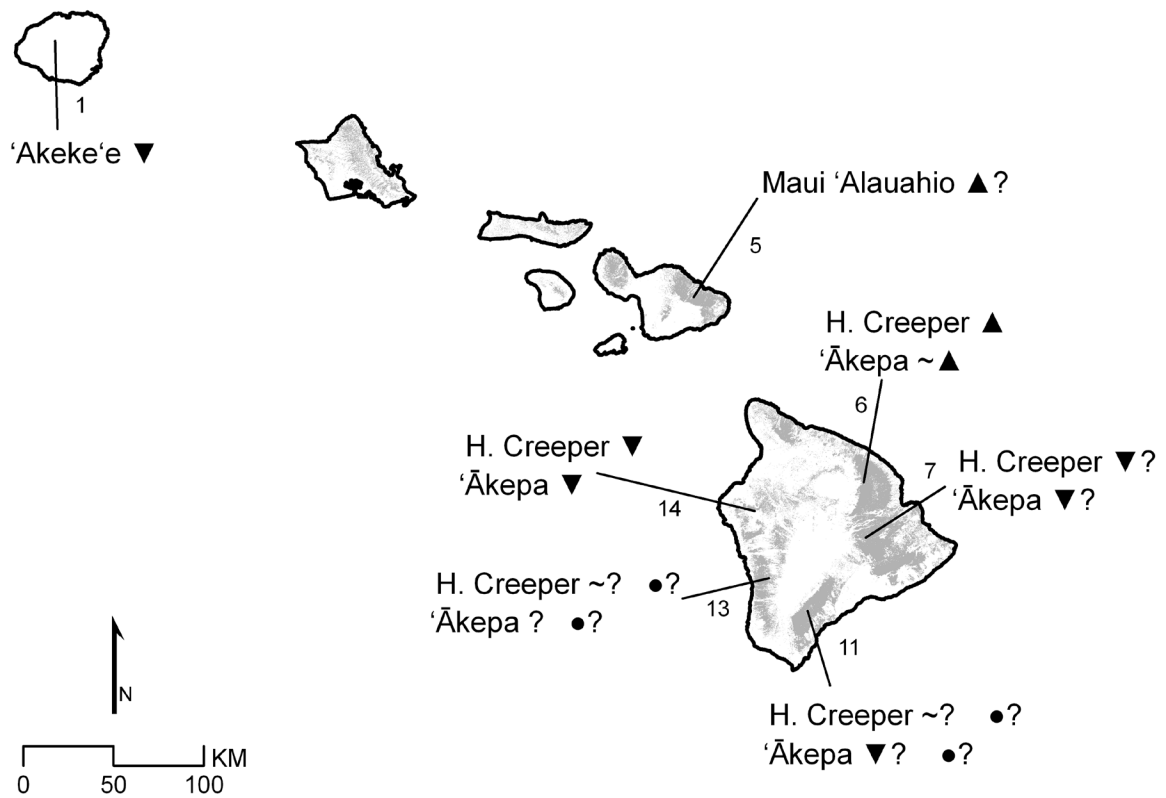 1
‘Akeke‘e ▼
Maui ‘Alauahio ▲?
5
H. Creeper ▲
‘Ākepa ~▲
6
H. Creeper ▼
‘Ākepa ▼
14
7
H. Creeper ▼?
‘Ākepa ▼?
H. Creeper ~? ●?
‘Ākepa ? ●?
13
11
H. Creeper ~? ●?
‘Ākepa ▼? ●?
N
KM
0 50 100